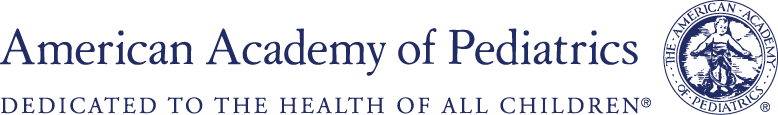 American Academy of Pediatrics
DEDICATED TO THE HEALTH OF ALL CHILDREN®
· THE · AMERICAN · ACADEMY ·
OF · PEDIATRICS ·
®